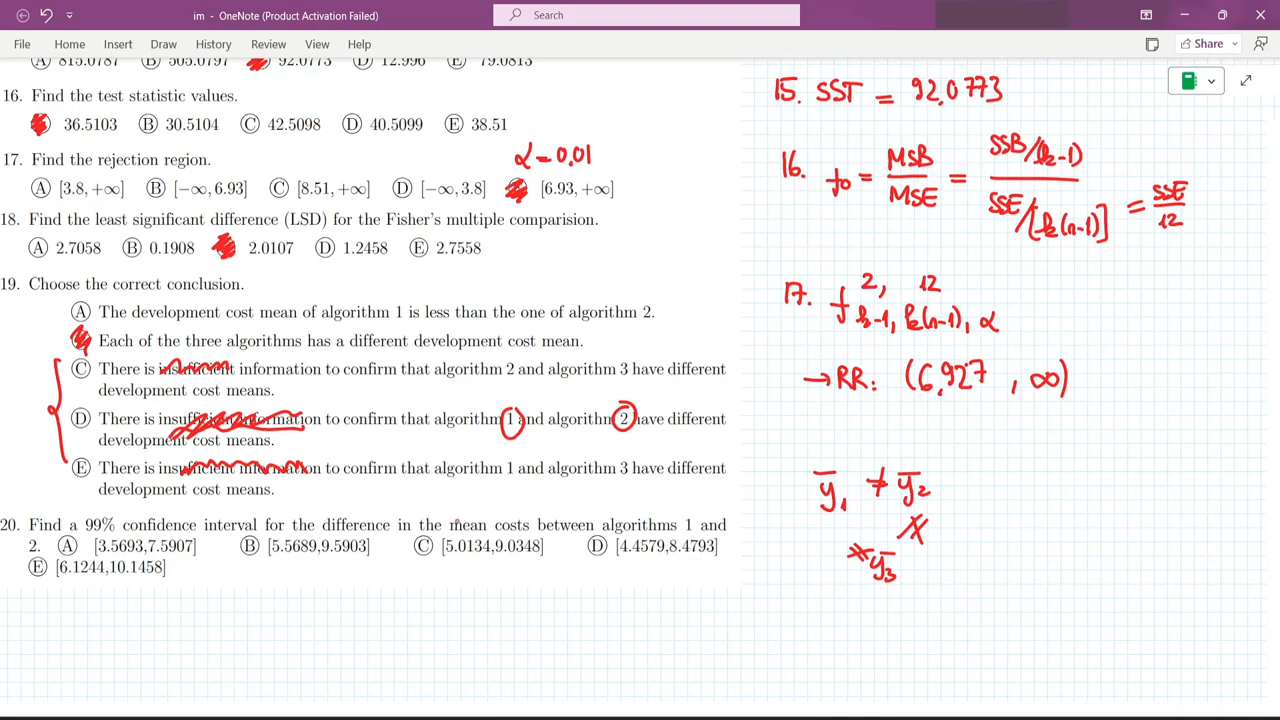 im - OneNote (Product Activation Failed)
Search
File Home Insert Draw History Review View Help
Share
(A) 815.0787 (B) 505.0797 92.0773 (D) 12.996 (E) 79.0813
16. Find the test statistic values.
36.5103 (B) 30.5104 (C) 42.5098 (D) 40.5099 (E) 38.51
17. Find the rejection region.
α = 0.01
(A) [3.8, +∞] (B) [−∞, 6.93] (C) [8.51, +∞] (D) [−∞, 3.8] [6.93, +∞]
18. Find the least significant difference (LSD) for the Fisher's multiple comparision.
(A) 2.7058 (B) 0.1908 2.0107 (D) 1.2458 (E) 2.7558
19. Choose the correct conclusion.
(A) The development cost mean of algorithm 1 is less than the one of algorithm 2.
Each of the three algorithms has a different development cost mean.
(C) There is insufficient information to confirm that algorithm 2 and algorithm 3 have different
development cost means.
(D) There is insufficient information to confirm that algorithm 1 and algorithm 2 have different
development cost means.
(E) There is insufficient information to confirm that algorithm 1 and algorithm 3 have different
development cost means.
20. Find a 99% confidence interval for the difference in the mean costs between algorithms 1 and
2. (A) [3.5693,7.5907] (B) [5.5689,9.5903] (C) [5.0134,9.0348] (D) [4.4579,8.4793]
(E) [6.1244,10.1458]
15. SST = 92.0773
16. f0 = MSB/MSE = SSB/(k-1) / SSE/[k(n-1)] = SSE/12
17. f 2, 12
k-1, k(n-1), α
→ RR: (6.927, ∞)
y̅1 ≠ y̅2
≠ ≠
y̅3